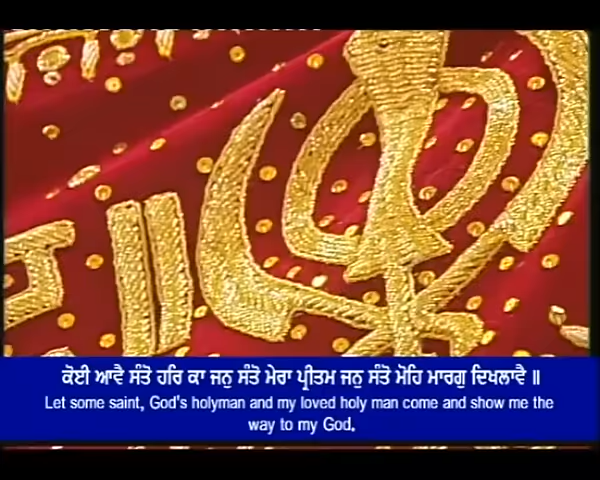 ਕੋਈ ਆਵੈ ਸੰਤੋ ਹਰਿ ਕਾ ਜਨੁ ਸੰਤੋ ਮੇਰਾ ਪ੍ਰੀਤਮ ਜਨੁ ਸੰਤੋ ਮੋਹਿ ਮਾਰਗੁ ਦਿਖਲਾਵੈ ॥
Let some saint, God's holyman and my loved holy man come and show me the
way to my God.